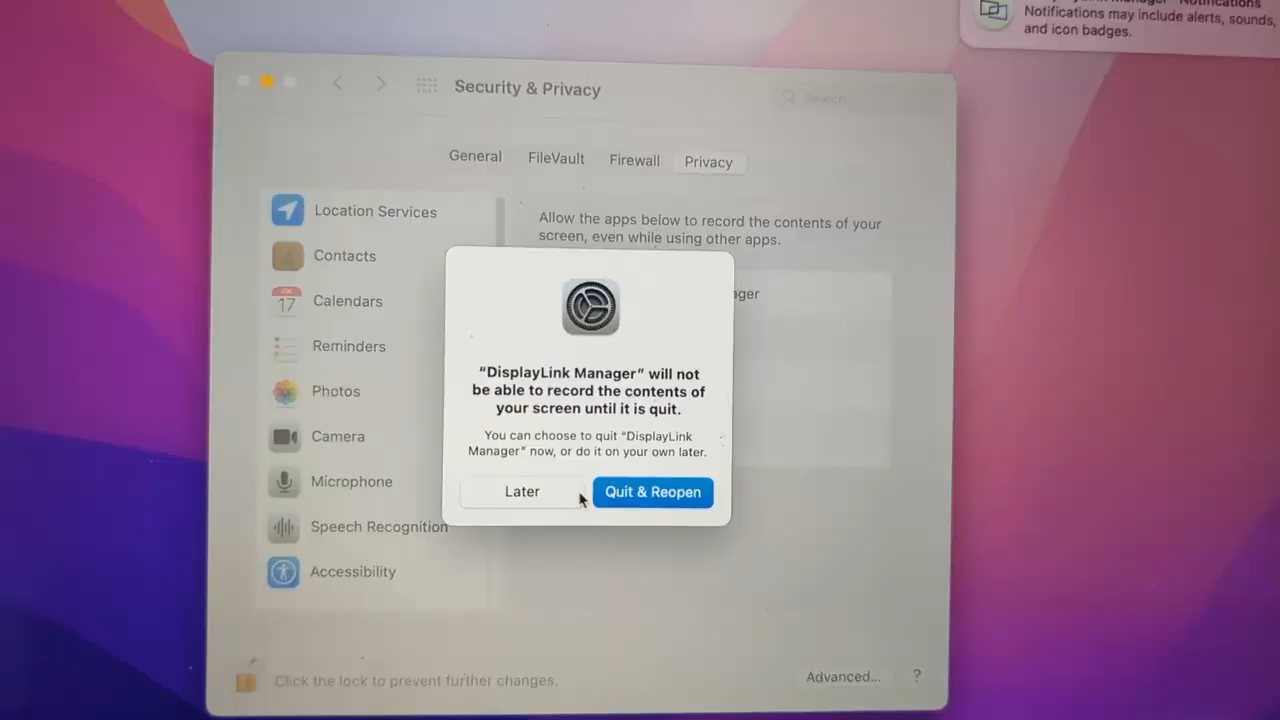 Notifications
Notifications may include alerts, sounds,
and icon badges.
Security & Privacy
Search
General
FileVault
Firewall
Privacy
Location Services
Contacts
17
Calendars
Reminders
Photos
Camera
Microphone
Speech Recognition
Accessibility
Allow the apps below to record the contents of your
screen, even while using other apps.
ager
"DisplayLink Manager" will not
be able to record the contents of
your screen until it is quit.
You can choose to quit "DisplayLink
Manager" now, or do it on your own later.
Later
Quit & Reopen
Click the lock to prevent further changes.
Advanced...
?